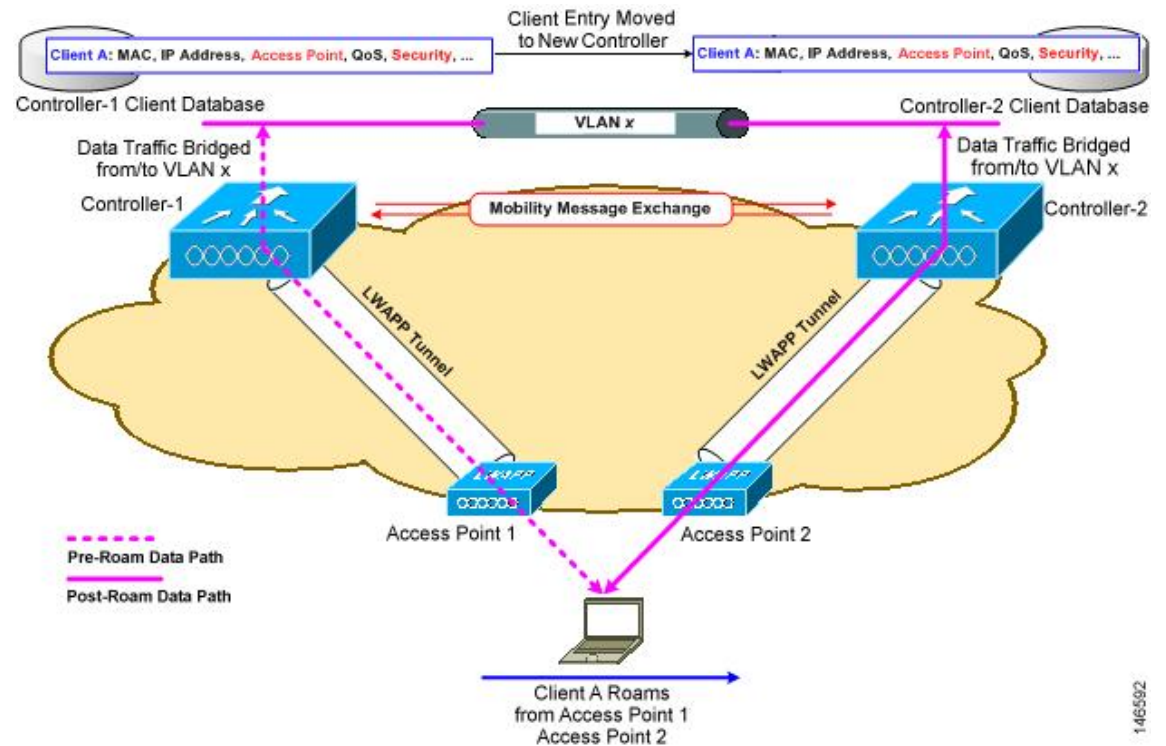 Client Entry Moved
to New Controller
Client A: MAC, IP Address, Access Point, QoS, Security, ...
Client A: MAC, IP Address, Access Point, QoS, Security, ...
Controller-1 Client Database
Controller-2 Client Database
VLAN x
Data Traffic Bridged
from/to VLAN x
Data Traffic Bridged
from/to VLAN x
Controller-1
Mobility Message Exchange
Controller-2
LWAPP Tunnel
LWAPP Tunnel
LWAPP
LWAPP
Access Point 1
Access Point 2
Pre-Roam Data Path
Post-Roam Data Path
Client A Roams
from Access Point 1
Access Point 2
146592